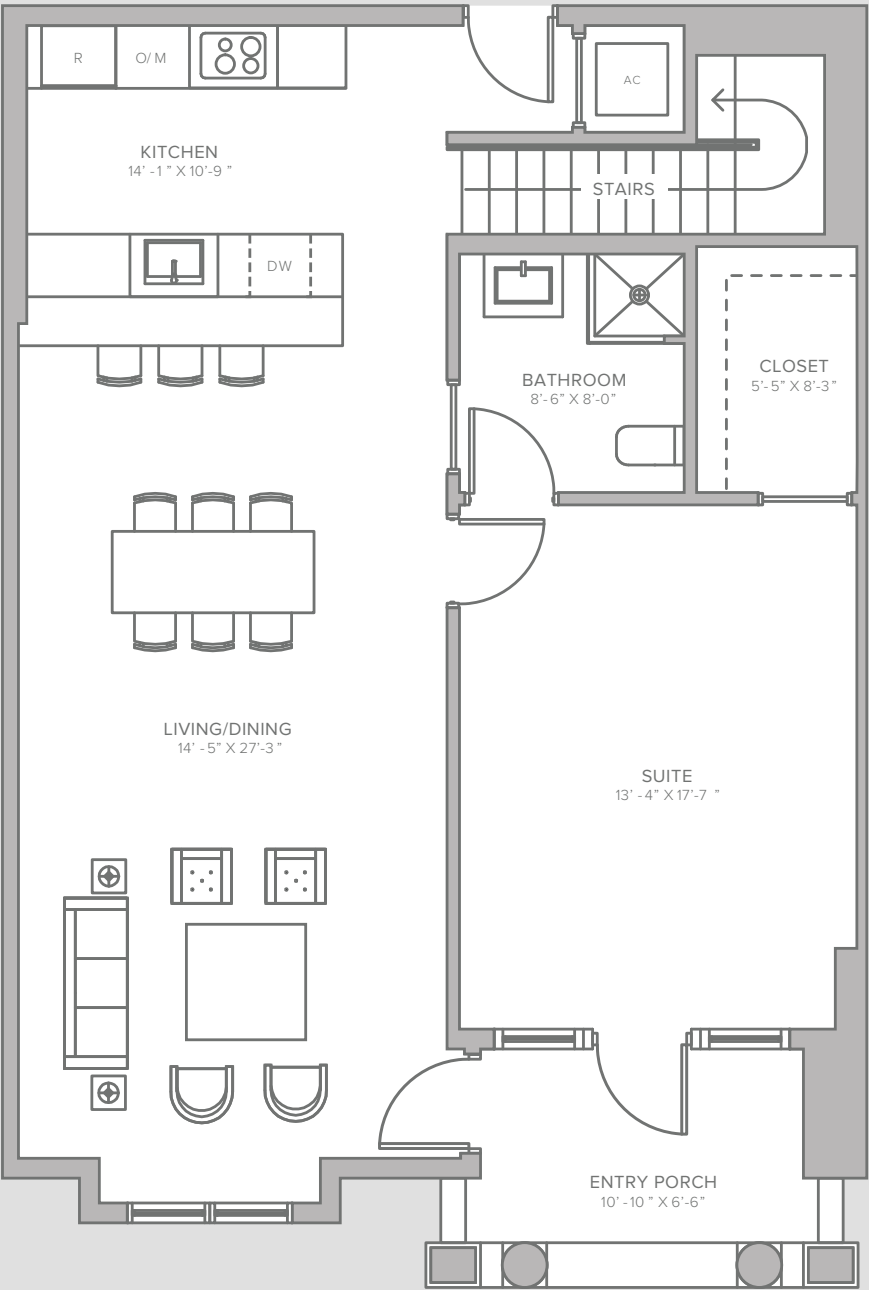 R
O/M
AC
KITCHEN
14' -1 " X 10'-9 "
STAIRS
DW
BATHROOM
8'-6" X 8'-0"
CLOSET
5'-5" X 8'-3"
LIVING/DINING
14' -5" X 27'-3"
SUITE
13' -4" X 17'-7 "
ENTRY PORCH
10'-10 " X 6'-6"